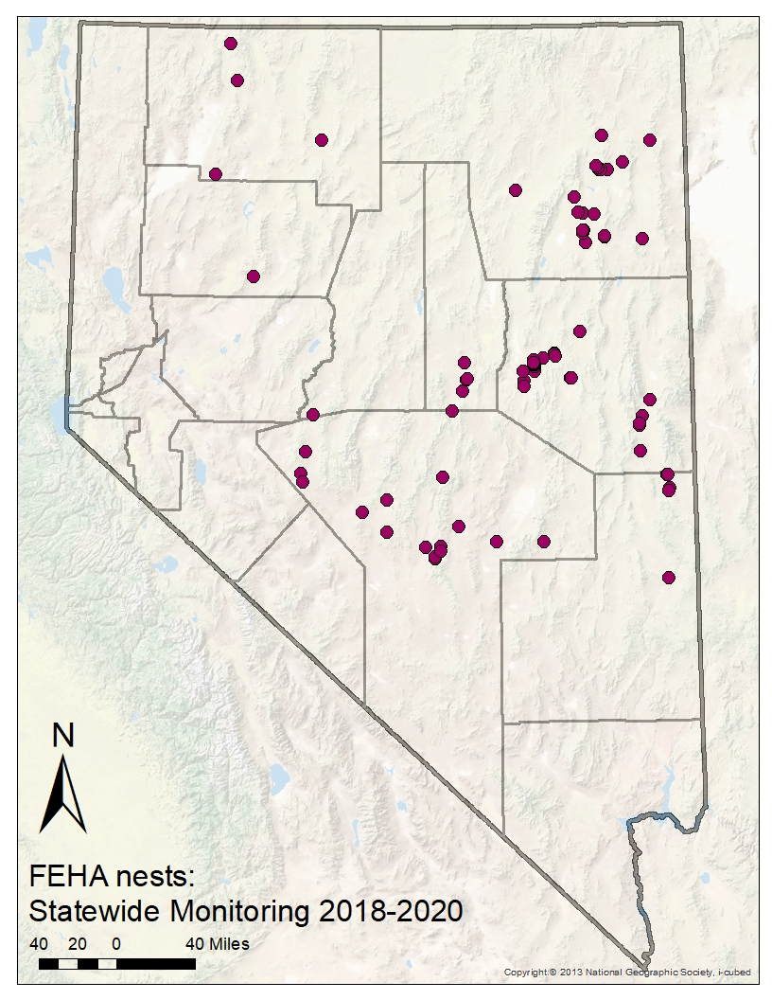 N
FEHA nests:
Statewide Monitoring 2018-2020
40 20 0 40 Miles
Copyright:© 2013 National Geographic Society, i-cubed